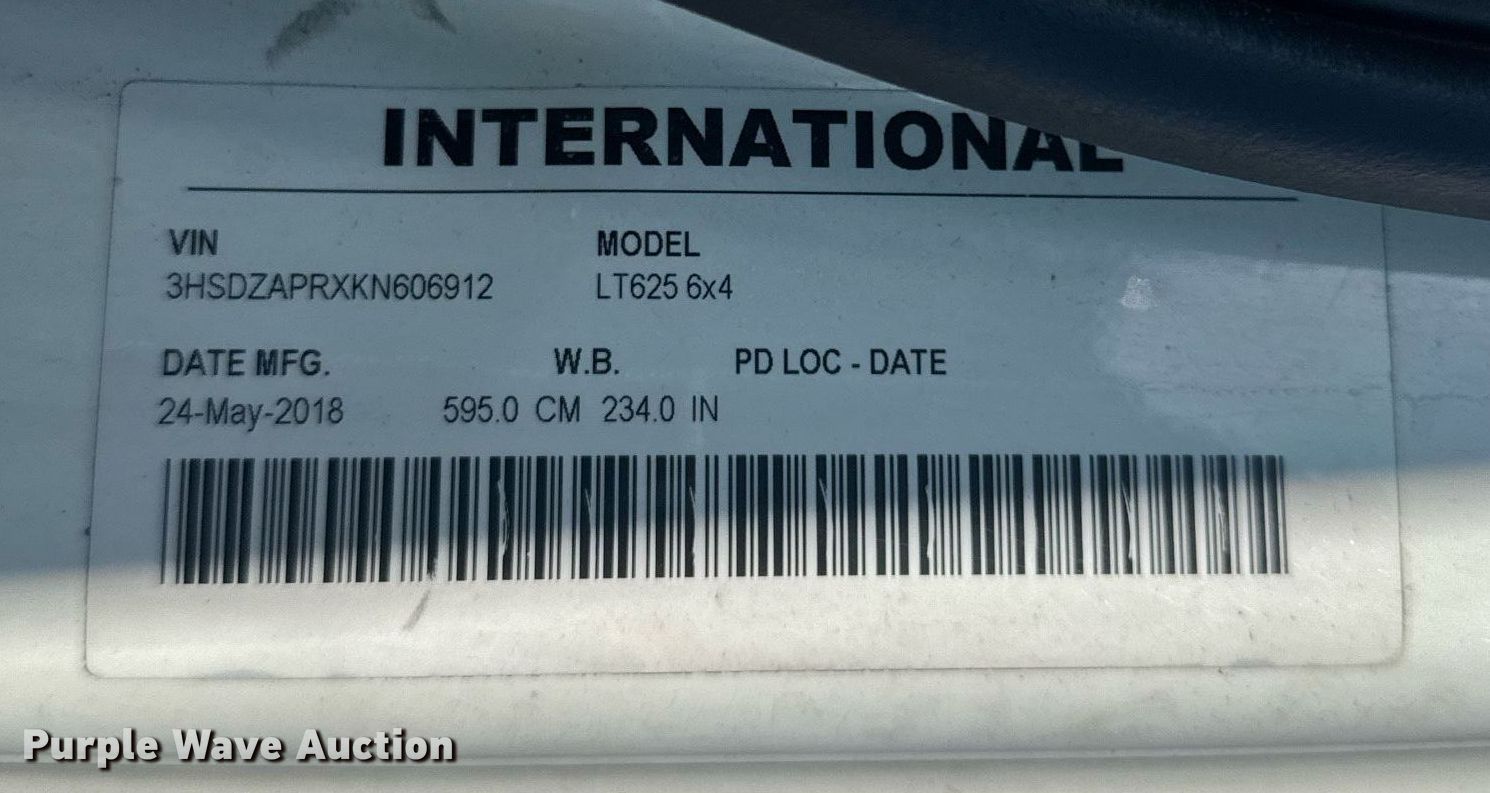 INTERNATIONAL
VIN MODEL
3HSDZAPRXKN606912 LT625 6x4
DATE MFG. W.B. PD LOC - DATE
24-May-2018 595.0 CM 234.0 IN
Purple Wave Auction